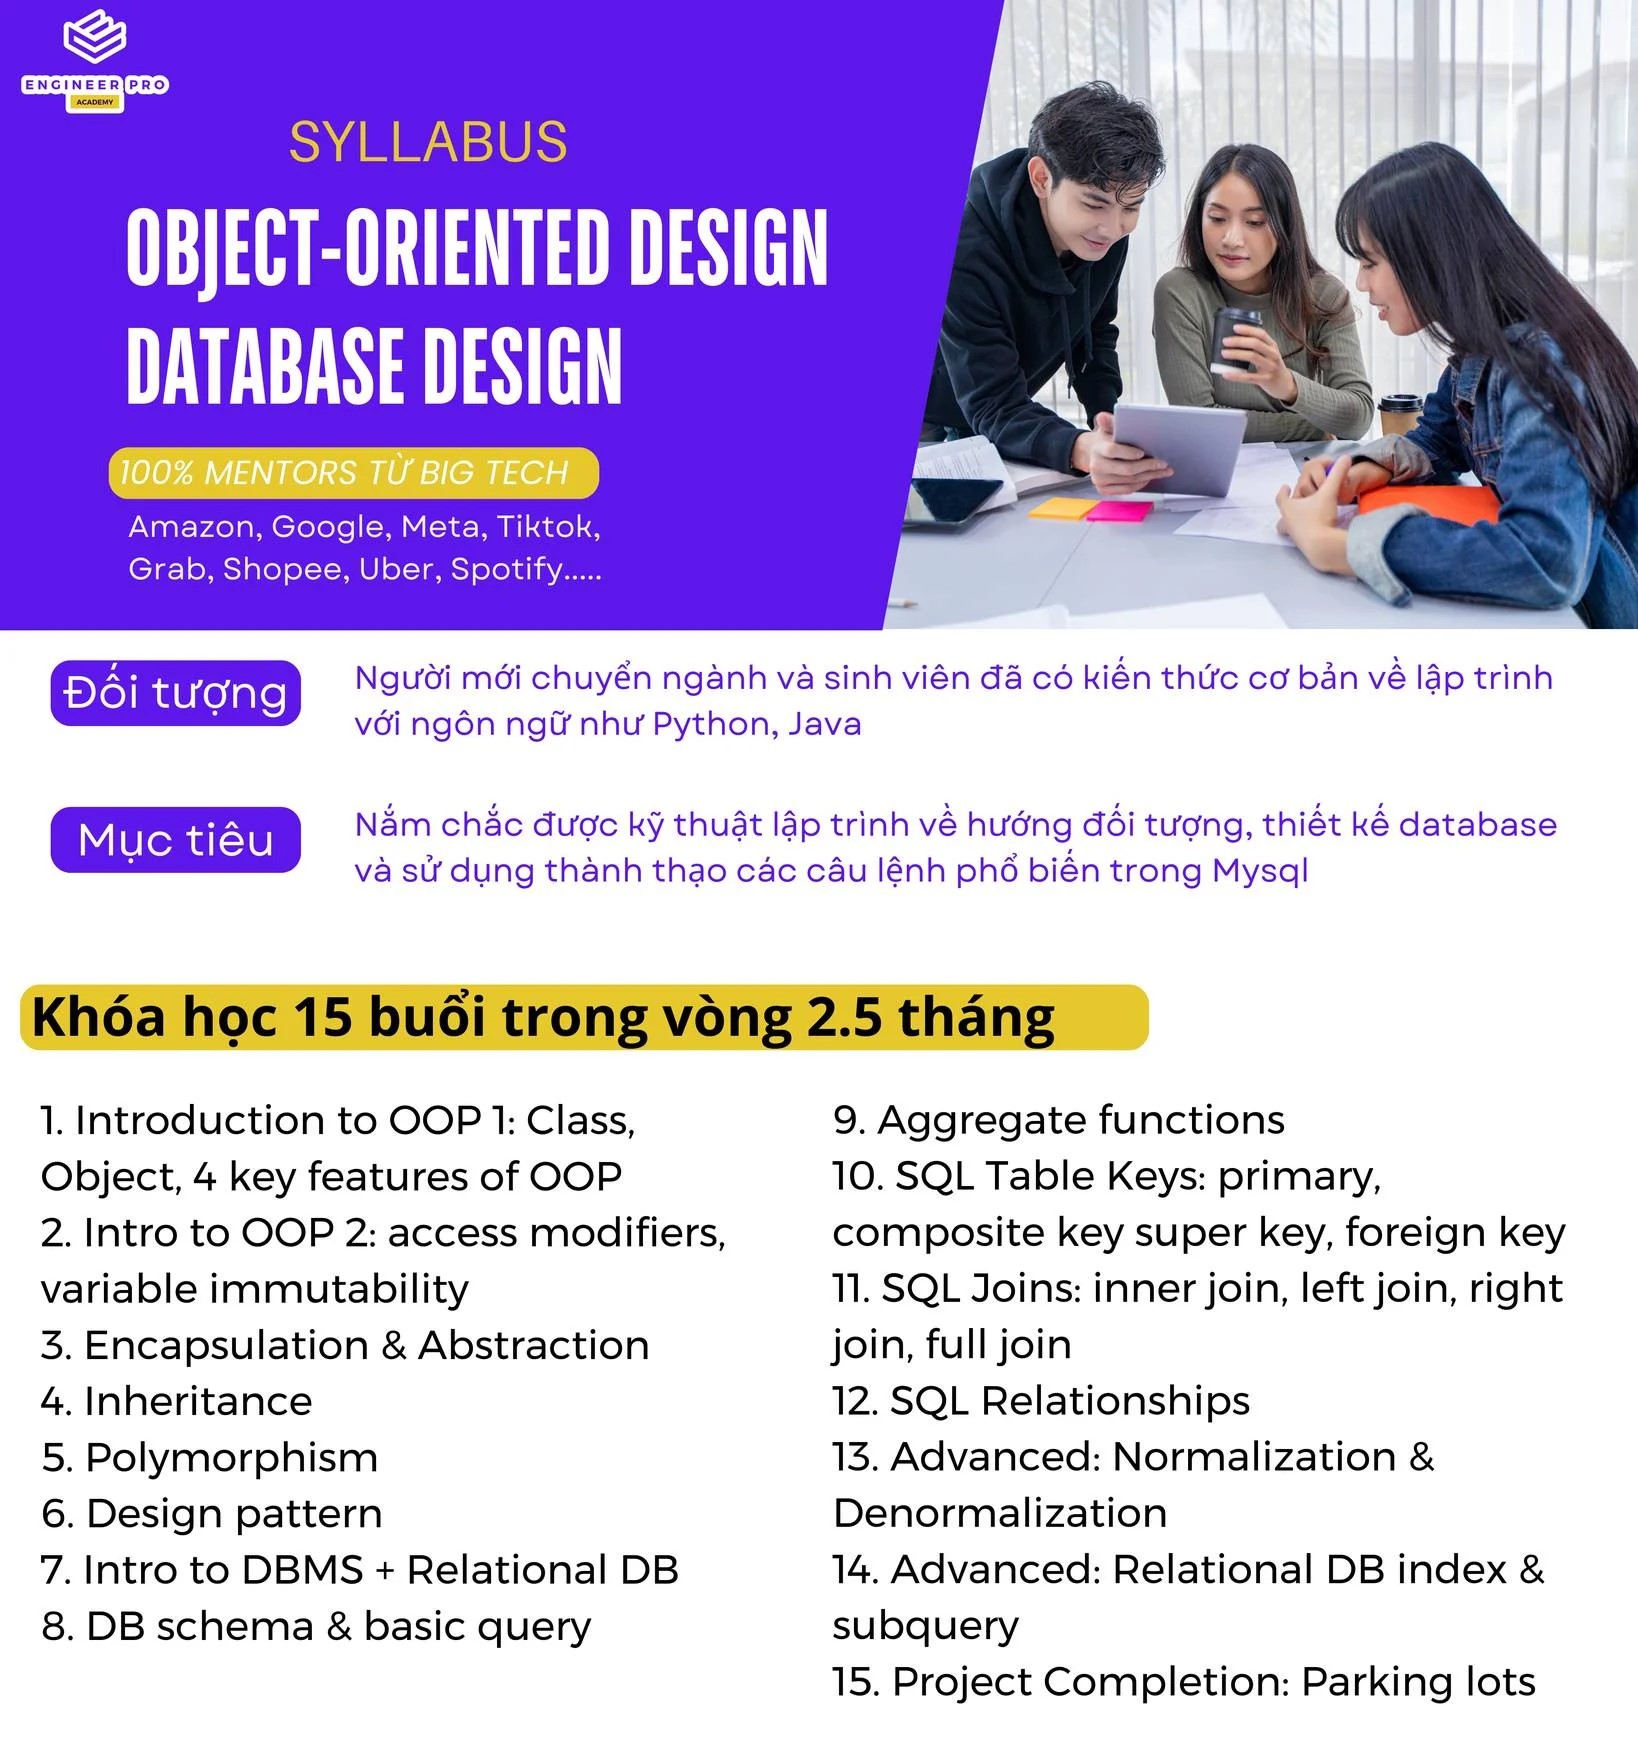 ENGINEER PRO
ACADEMY
SYLLABUS
OBJECT-ORIENTED DESIGN
DATABASE DESIGN
100% MENTORS TỪ BIG TECH
Amazon, Google, Meta, Tiktok,
Grab, Shopee, Uber, Spotify.....
Đối tượng
Người mới chuyển ngành và sinh viên đã có kiến thức cơ bản về lập trình
với ngôn ngữ như Python, Java
Mục tiêu
Nắm chắc được kỹ thuật lập trình về hướng đối tượng, thiết kế database
và sử dụng thành thạo các câu lệnh phổ biến trong Mysql
Khóa học 15 buổi trong vòng 2.5 tháng
1. Introduction to OOP 1: Class,
Object, 4 key features of OOP
2. Intro to OOP 2: access modifiers,
variable immutability
3. Encapsulation & Abstraction
4. Inheritance
5. Polymorphism
6. Design pattern
7. Intro to DBMS + Relational DB
8. DB schema & basic query
9. Aggregate functions
10. SQL Table Keys: primary,
composite key super key, foreign key
11. SQL Joins: inner join, left join, right
join, full join
12. SQL Relationships
13. Advanced: Normalization &
Denormalization
14. Advanced: Relational DB index &
subquery
15. Project Completion: Parking lots